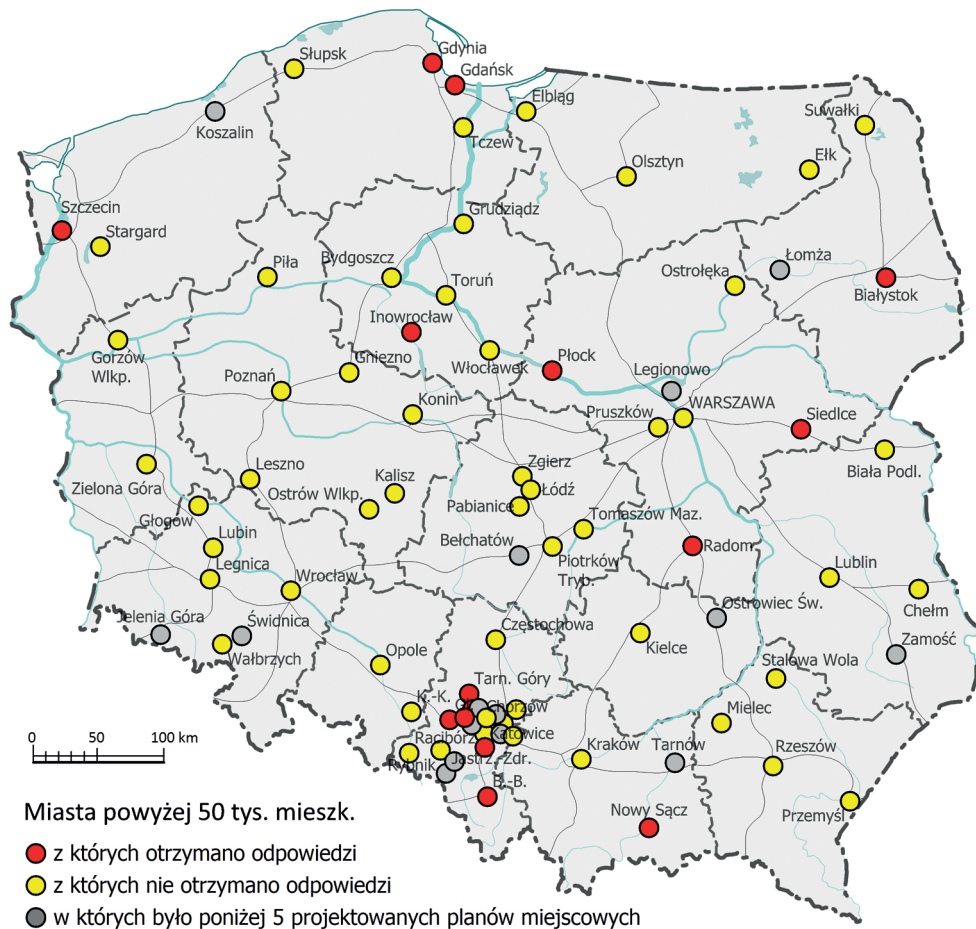 Słupsk
Gdynia
Gdańsk
Koszalin
Elbląg
Tczew
Suwałki
Ełk
Olsztyn
Szczecin
Stargard
Grudziądz
Piła
Bydgoszcz
Toruń
Inowrocław
Ostrołęka
Łomża
Białystok
Gorzów
Wlkp.
Gniezno
Poznań
Włocławek
Płock
Legionowo
Konin
Pruszków
WARSZAWA
Siedlce
Biała Podl.
Zielona Góra
Leszno
Kalisz
Ostrów Wlkp.
Zgierz
Łódź
Pabianice
Głogow
Lubin
Legnica
Bełchatów
Tomaszów Maz.
Piotrków
Tryb.
Radom
Lublin
Chełm
Wrocław
Jelenia Góra
Świdnica
Wałbrzych
Ostrowiec Św.
Zamość
Częstochowa
Kielce
Opole
Stalowa Wola
Tarn. Góry
K.-K.
Chorzów
Mielec
Racibórz
Katowice
Rybnik
Jastrz.-Zdr.
Kraków
Tarnów
Rzeszów
B.-B.
Nowy Sącz
Przemyśl
0 50 100 km
Miasta powyżej 50 tys. mieszk.
z których otrzymano odpowiedzi
z których nie otrzymano odpowiedzi
w których było poniżej 5 projektowanych planów miejscowych